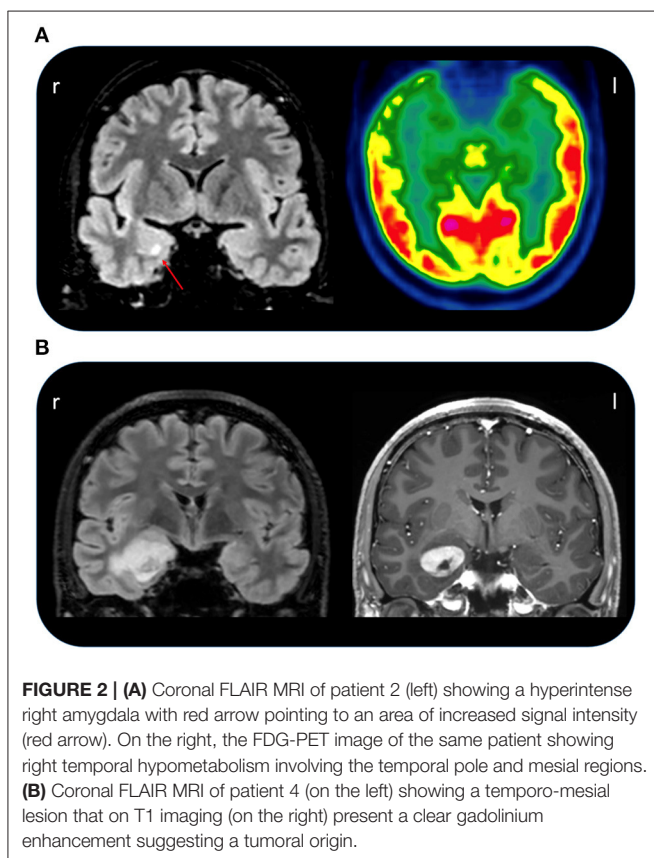 A
r
l
B
r
l
FIGURE 2 | (A) Coronal FLAIR MRI of patient 2 (left) showing a hyperintense
right amygdala with red arrow pointing to an area of increased signal intensity
(red arrow). On the right, the FDG-PET image of the same patient showing
right temporal hypometabolism involving the temporal pole and mesial regions.
(B) Coronal FLAIR MRI of patient 4 (on the left) showing a temporo-mesial
lesion that on T1 imaging (on the right) present a clear gadolinium
enhancement suggesting a tumoral origin.